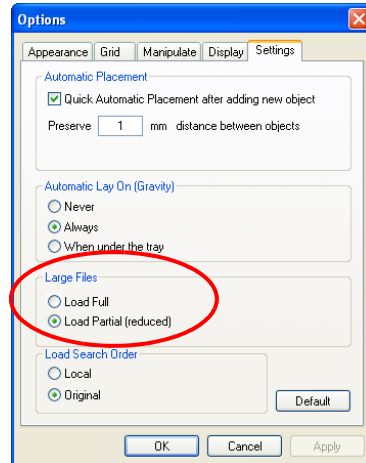 Options
Appearance Grid Manipulate Display Settings
Automatic Placement
Quick Automatic Placement after adding new object
Preserve 1 mm distance between objects
Automatic Lay On (Gravity)
Never
Always
When under the tray
Large Files
Load Full
Load Partial (reduced)
Load Search Order
Local
Original
Default
OK Cancel Apply